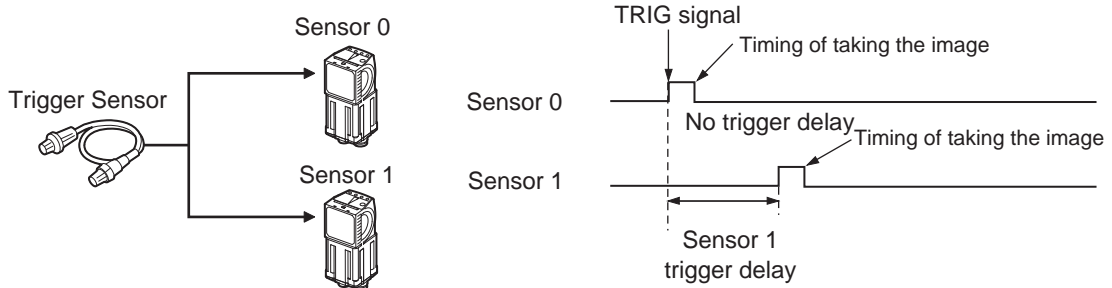 Sensor 0
Trigger Sensor
Sensor 1
TRIG signal
Timing of taking the image
Sensor 0
No trigger delay
Timing of taking the image
Sensor 1
Sensor 1
trigger delay